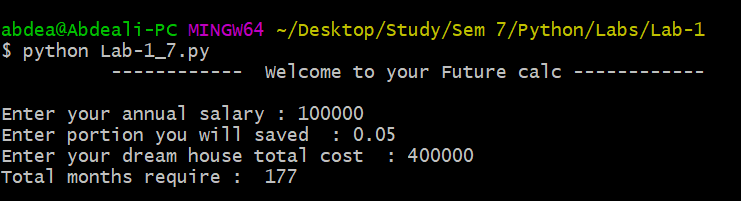 abdea@Abdeali-PC MINGW64 ~/Desktop/Study/Sem 7/Python/Labs/Lab-1
$ python Lab-1_7.py
------------ Welcome to your Future calc ------------
Enter your annual salary : 100000
Enter portion you will saved  : 0.05
Enter your dream house total cost  : 400000
Total months require :  177